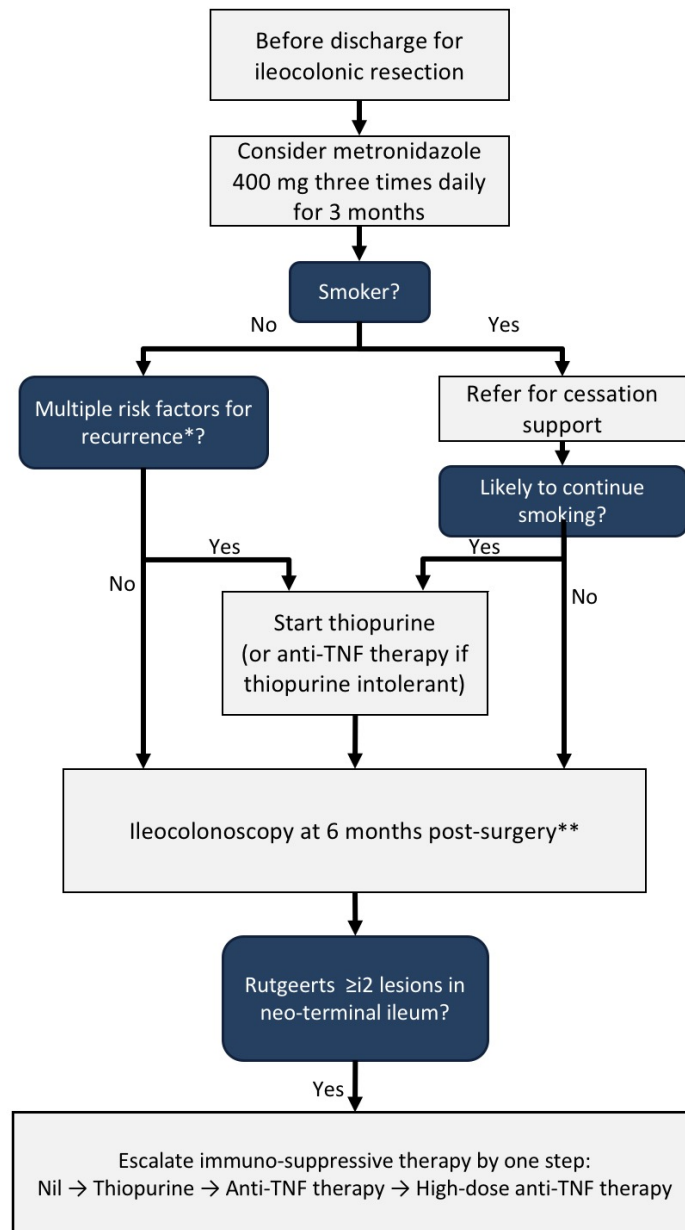 Before discharge for
ileocolonic resection
Consider metronidazole
400 mg three times daily
for 3 months
Smoker?
No
Yes
Multiple risk factors for
recurrence*?
Refer for cessation
support
Likely to continue
smoking?
Yes
Yes
No
No
Start thiopurine
(or anti-TNF therapy if
thiopurine intolerant)
Ileocolonoscopy at 6 months post-surgery**
Rutgeerts ≥i2 lesions in
neo-terminal ileum?
Yes
Escalate immuno-suppressive therapy by one step:
Nil → Thiopurine → Anti-TNF therapy → High-dose anti-TNF therapy